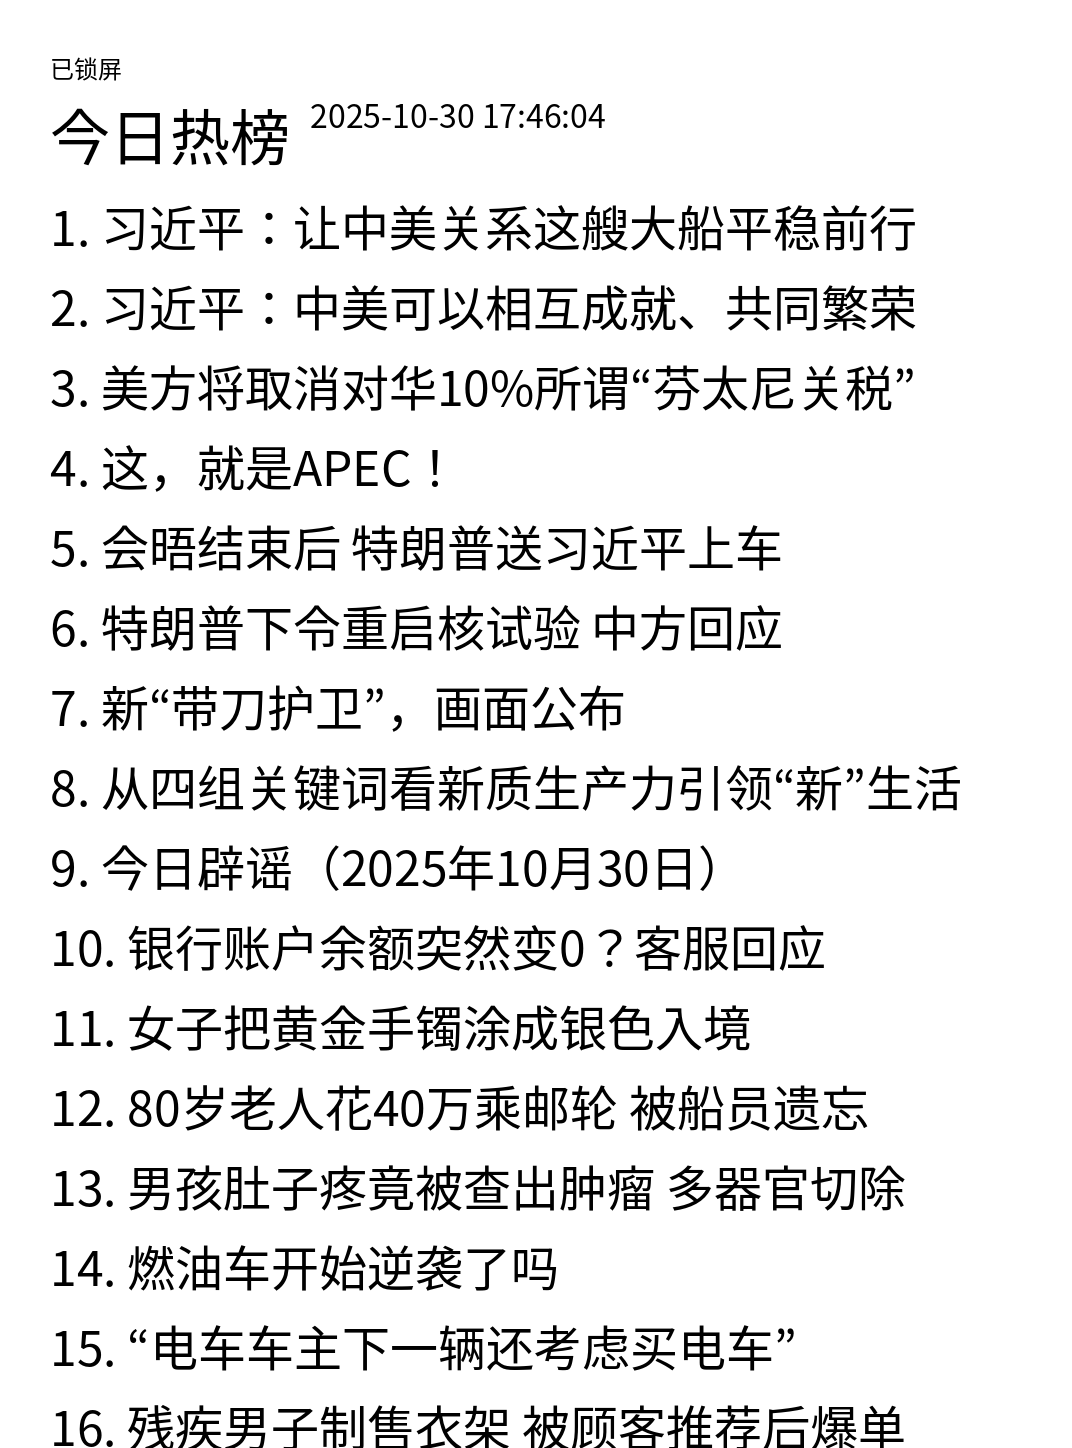 已锁屏
今日热榜 2025-10-30 17:46:04
1. 习近平：让中美关系这艘大船平稳前行
2. 习近平：中美可以相互成就、共同繁荣
3. 美方将取消对华10%所谓“芬太尼关税”
4. 这，就是APEC！
5. 会晤结束后 特朗普送习近平上车
6. 特朗普下令重启核试验 中方回应
7. 新“带刀护卫”，画面公布
8. 从四组关键词看新质生产力引领“新”生活
9. 今日辟谣（2025年10月30日）
10. 银行账户余额突然变0？客服回应
11. 女子把黄金手镯涂成银色入境
12. 80岁老人花40万乘邮轮 被船员遗忘
13. 男孩肚子疼竟被查出肿瘤 多器官切除
14. 燃油车开始逆袭了吗
15. “电车车主下一辆还考虑买电车”
16. 残疾男子制售衣架 被顾客推荐后爆单